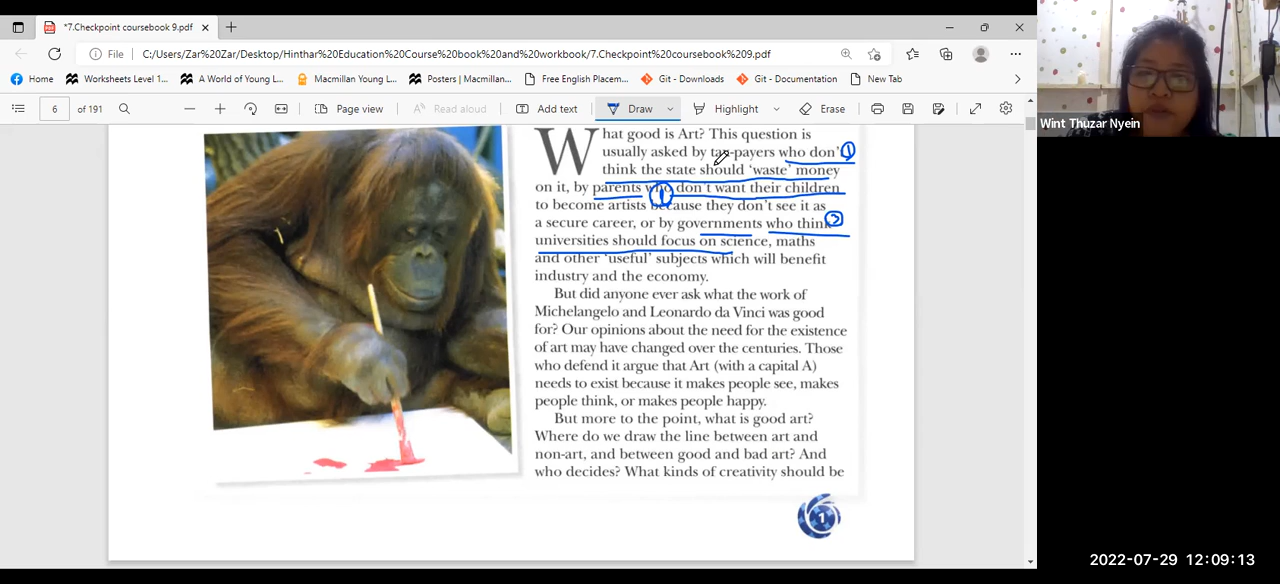 *7.Checkpoint coursebook 9.pdf
File
C:/Users/Zar%20Zar/Desktop/Hinthar%20Education%20Course%20book%20and%20workbook/7.Checkpoint%20coursebook%209.pdf
Home
Worksheets Level 1...
A World of Young L...
Macmillan Young L...
Posters | Macmillan...
Free English Placem...
Git - Downloads
Git - Documentation
New Tab
6 of 191
Page view
Read aloud
Add text
Draw
Highlight
Erase
Wint Thuzar Nyein
What good is Art? This question is
usually asked by tax-payers who don't 1
think the state should 'waste' money
on it, by parents who don't want their children
to become artists because they don't see it as
a secure career, or by governments who think
universities should focus on science, maths
and other 'useful' subjects which will benefit
industry and the economy.
But did anyone ever ask what the work of
Michelangelo and Leonardo da Vinci was good
for? Our opinions about the need for the existence
of art may have changed over the centuries. Those
who defend it argue that Art (with a capital A)
needs to exist because it makes people see, makes
people think, or makes people happy.
But more to the point, what is good art?
Where do we draw the line between art and
non-art, and between good and bad art? And
who decides? What kinds of creativity should be
1
2022-07-29 12:09:13